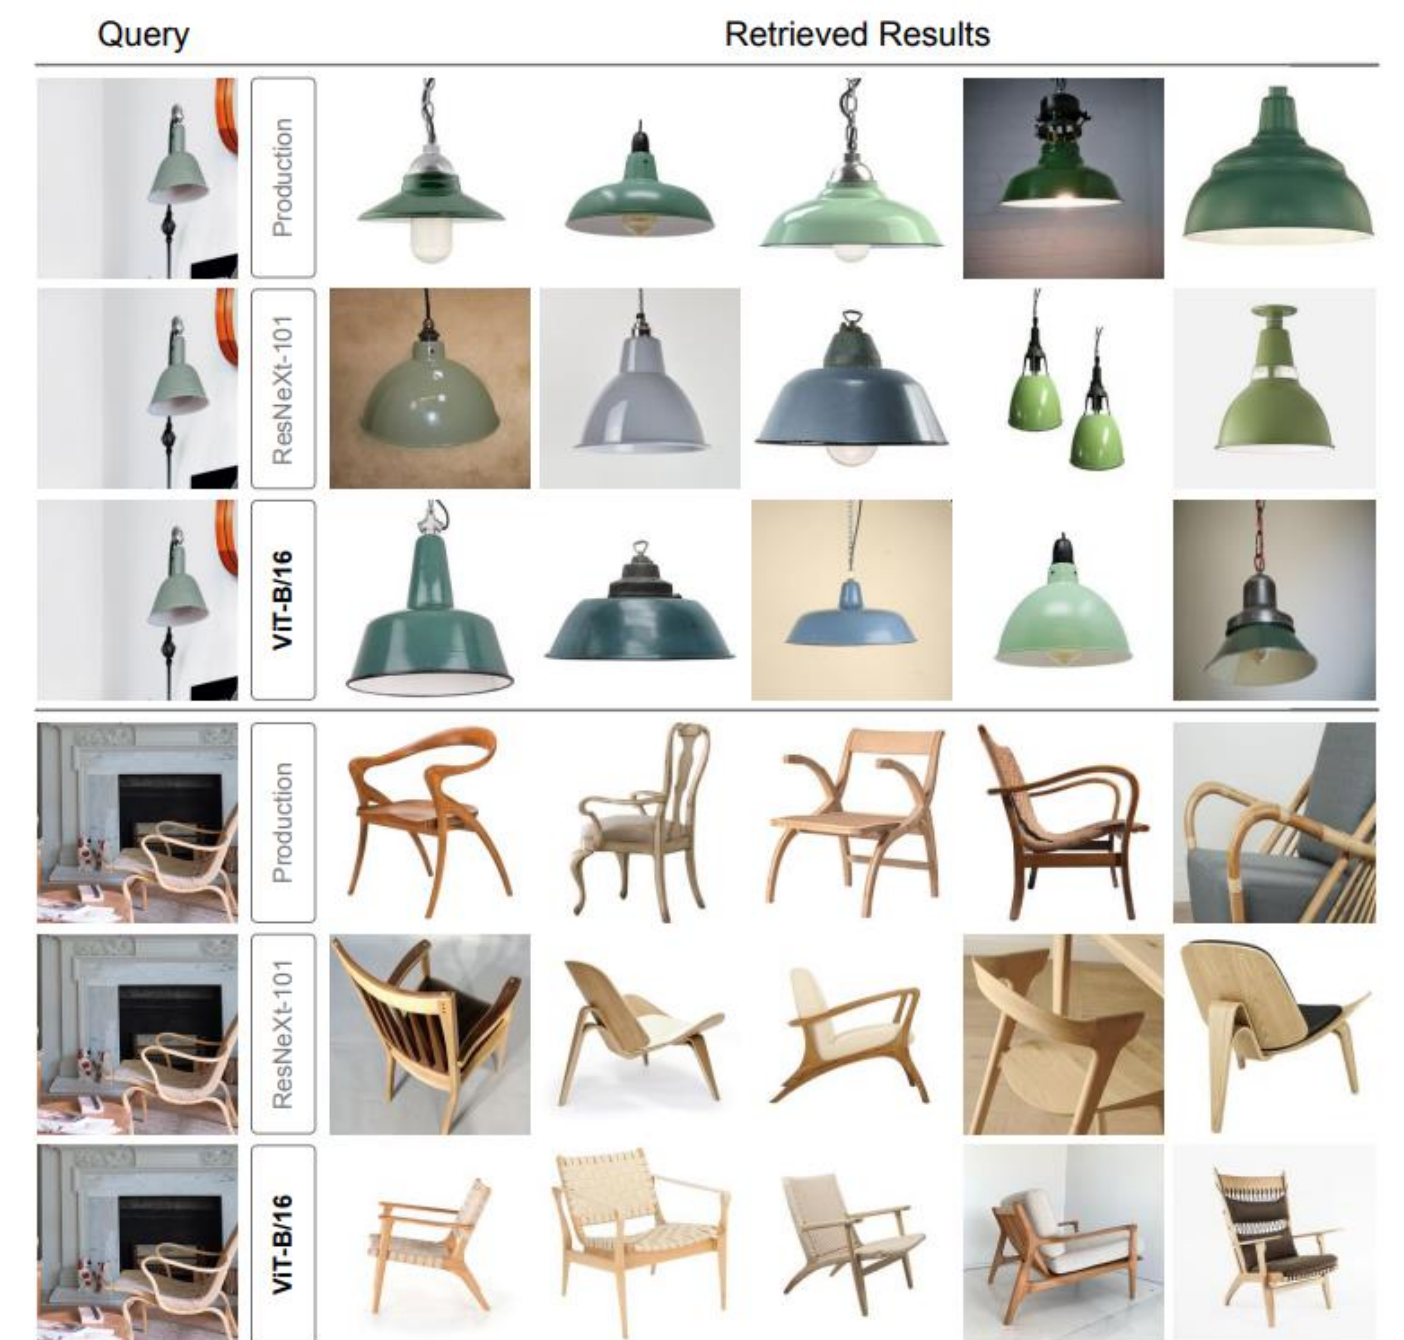 Query
Retrieved Results
Production
ResNeXt-101
ViT-B/16
Production
ResNeXt-101
ViT-B/16